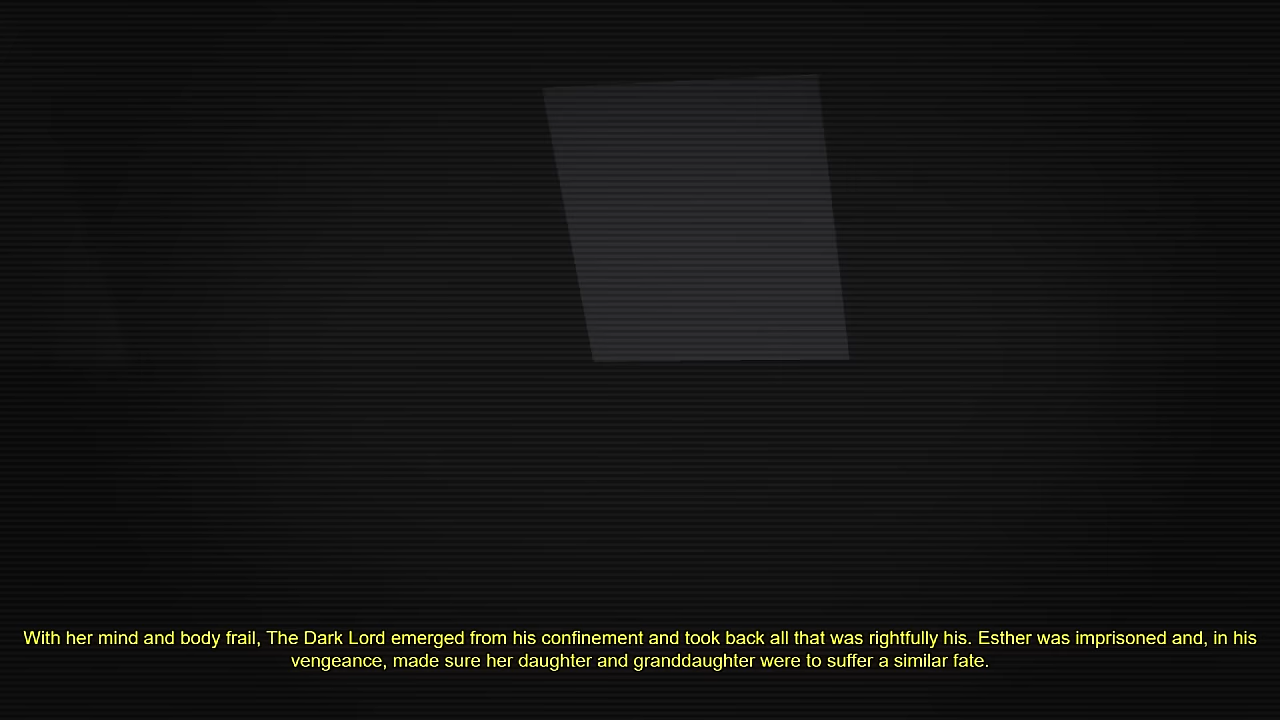 With her mind and body frail, The Dark Lord emerged from his confinement and took back all that was rightfully his. Esther was imprisoned and, in his
vengeance, made sure her daughter and granddaughter were to suffer a similar fate.